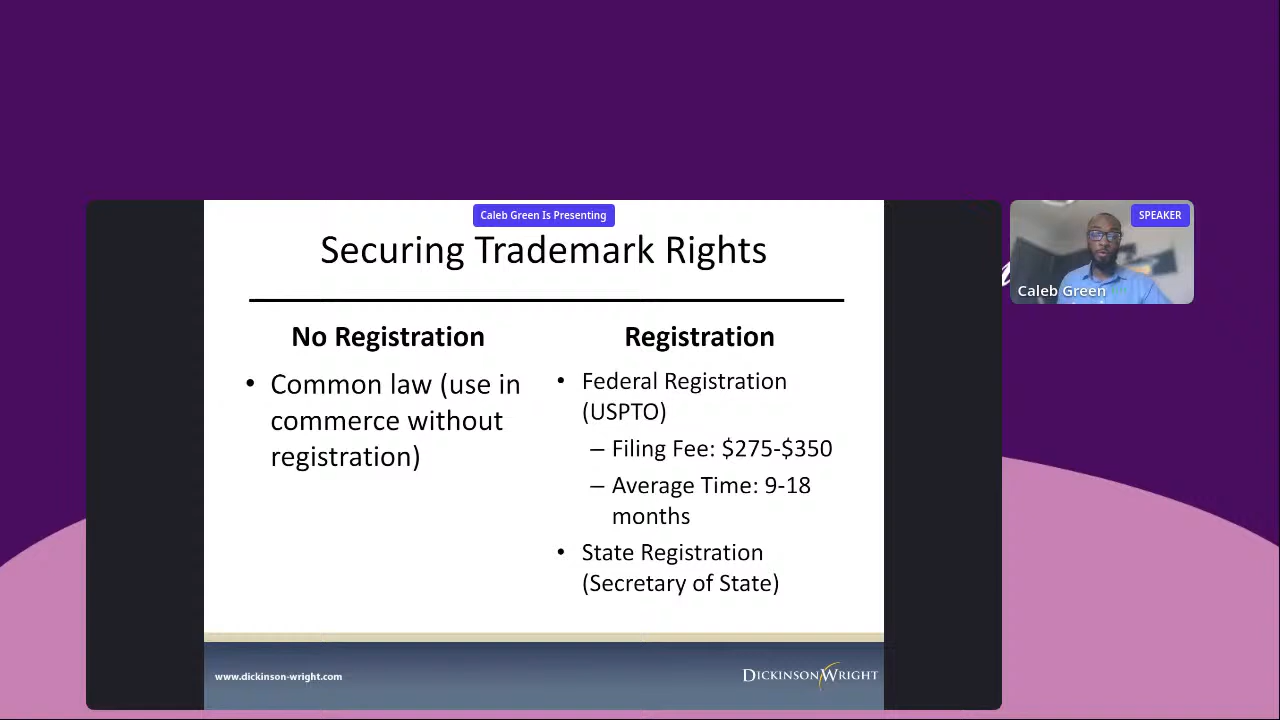 Caleb Green Is Presenting
SPEAKER
Securing Trademark Rights
Caleb Green
No Registration
Registration
• Common law (use in
commerce without
registration)
• Federal Registration
(USPTO)
– Filing Fee: $275-$350
– Average Time: 9-18
months
• State Registration
(Secretary of State)
www.dickinson-wright.com
DICKINSON WRIGHT